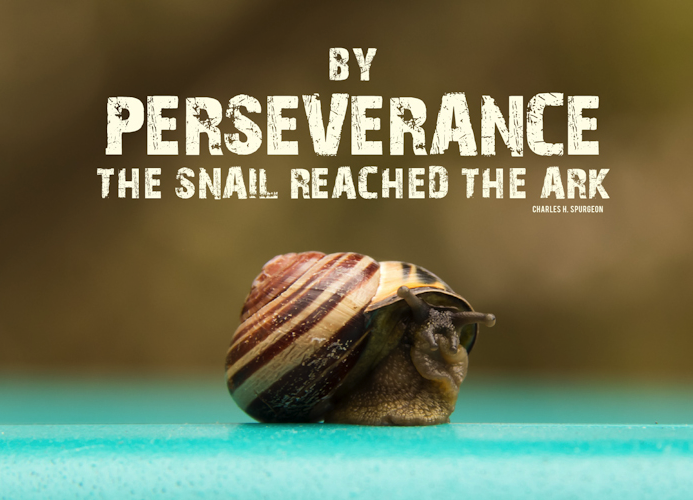 BY
PERSEVERANCE
THE SNAIL REACHED THE ARK
CHARLES H. SPURGEON